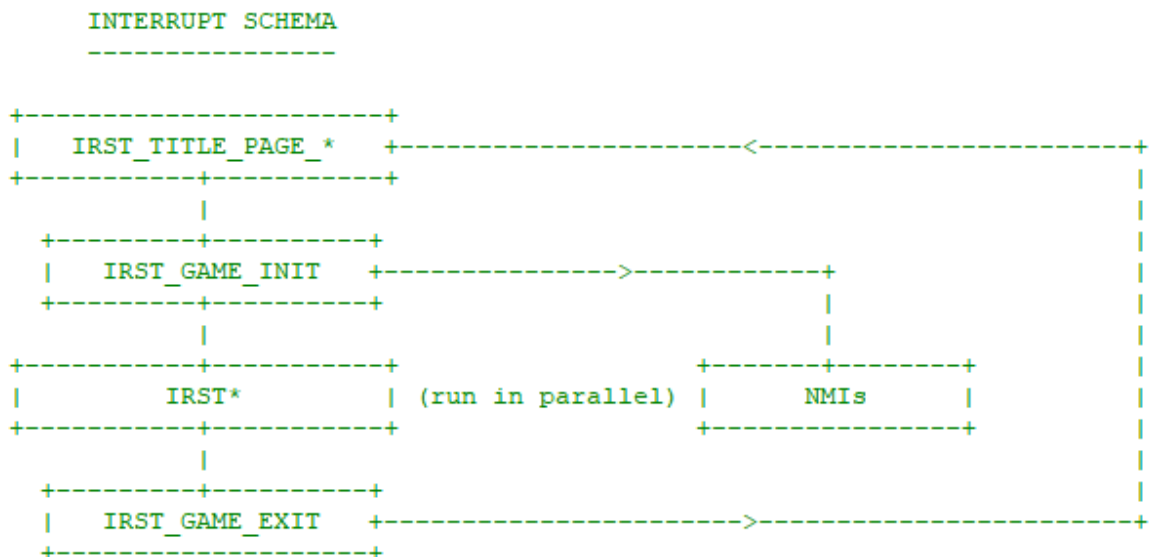 INTERRUPT SCHEMA
----------------
+-----------------------+
|   IRST_TITLE_PAGE_*   +----------------------<------------------------+
+-----------+-----------+                                               |
            |                                                           |
  +---------+----------+                                                |
  |   IRST_GAME_INIT   +--------------->------------+                   |
  +---------+----------+                            |                   |
            |                                       |                   |
+-----------+-----------+                   +-------+--------+          |
|         IRST*         | (run in parallel) |      NMIs      |          |
+-----------+-----------+                   +----------------+          |
            |                                                           |
  +---------+----------+                                                |
  |   IRST_GAME_EXIT   +----------------------->------------------------+
  +--------------------+